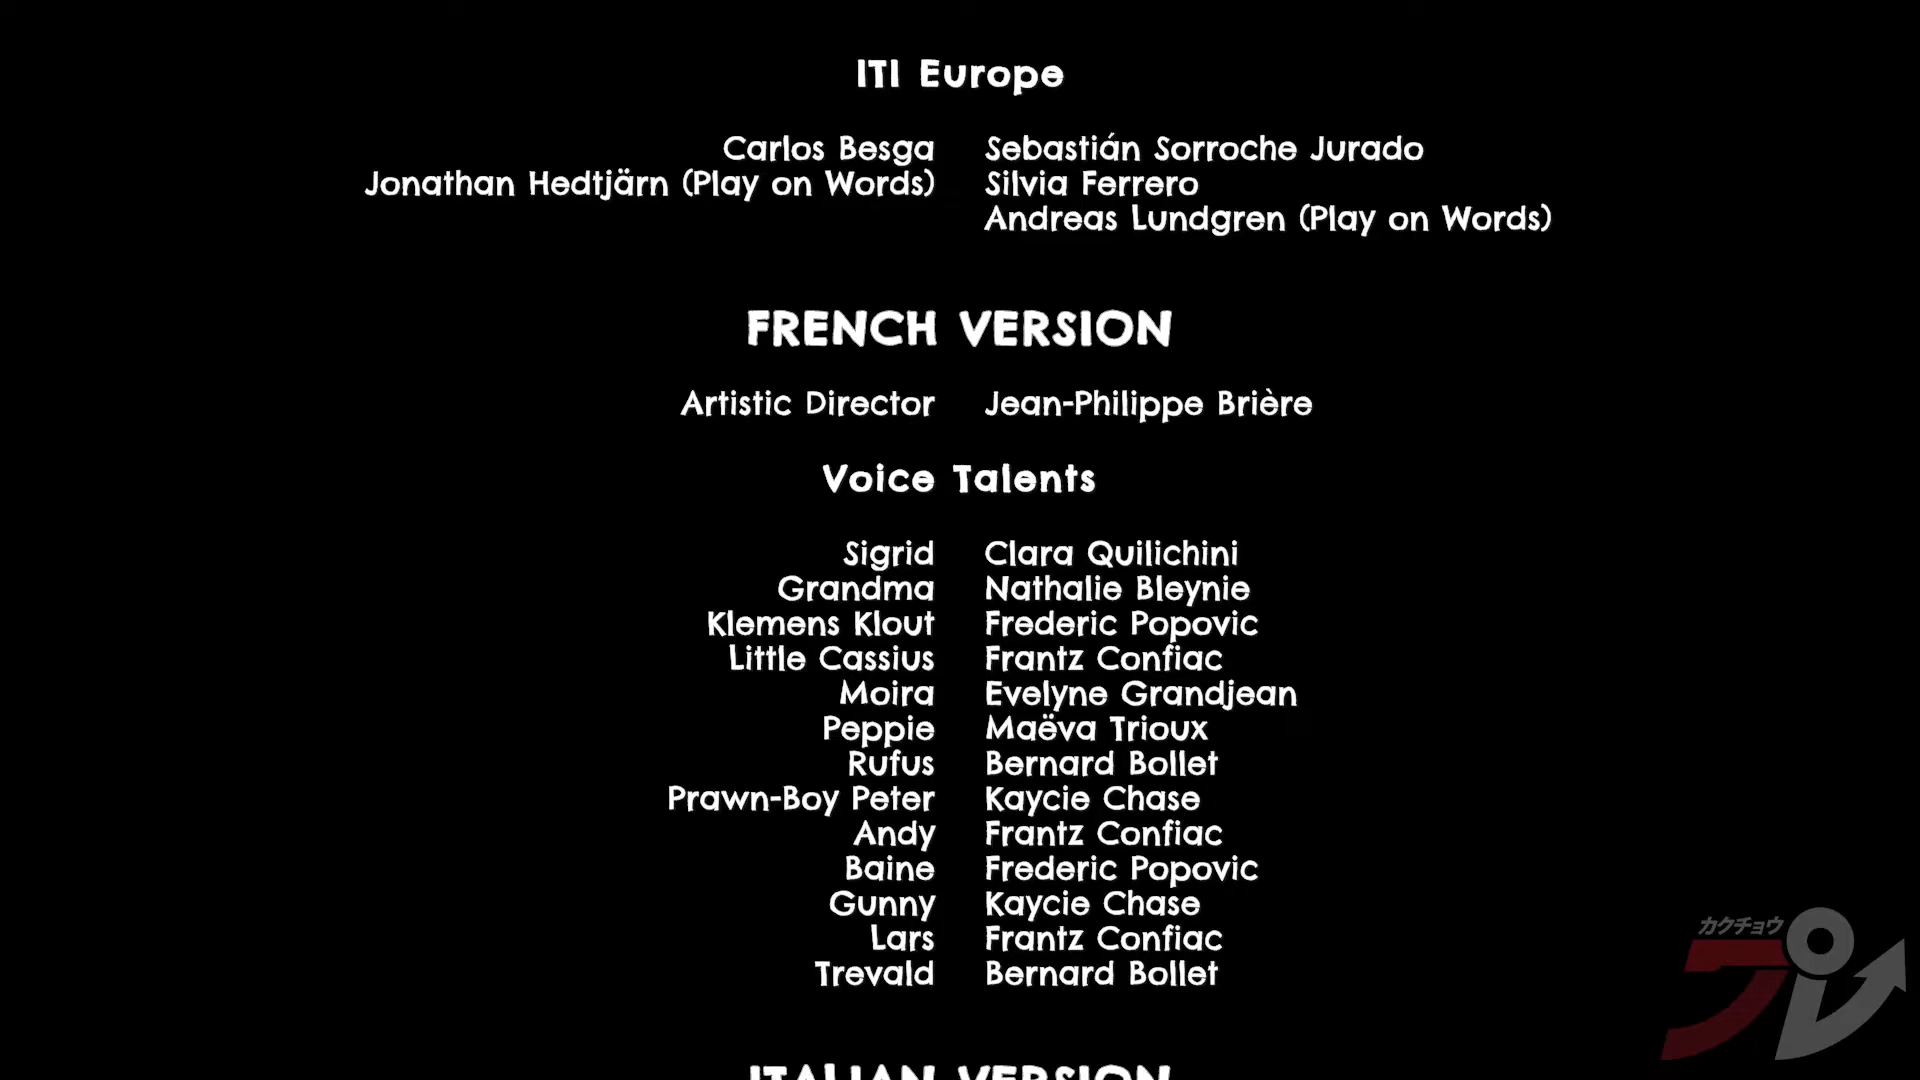 ITI Europe
Carlos Besga Sebastián Sorroche Jurado
Jonathan Hedtjärn (Play on Words) Silvia Ferrero
Andreas Lundgren (Play on Words)
FRENCH VERSION
Artistic Director Jean-Philippe Brière
Voice Talents
Sigrid Clara Quilichini
Grandma Nathalie Bleynie
Klemens Klout Frederic Popovic
Little Cassius Frantz Confiac
Moira Evelyne Grandjean
Peppie Maëva Trioux
Rufus Bernard Bollet
Prawn-Boy Peter Kaycie Chase
Andy Frantz Confiac
Baine Frederic Popovic
Gunny Kaycie Chase
Lars Frantz Confiac
Trevald Bernard Bollet
カクチョウ
ITALIAN VERSION